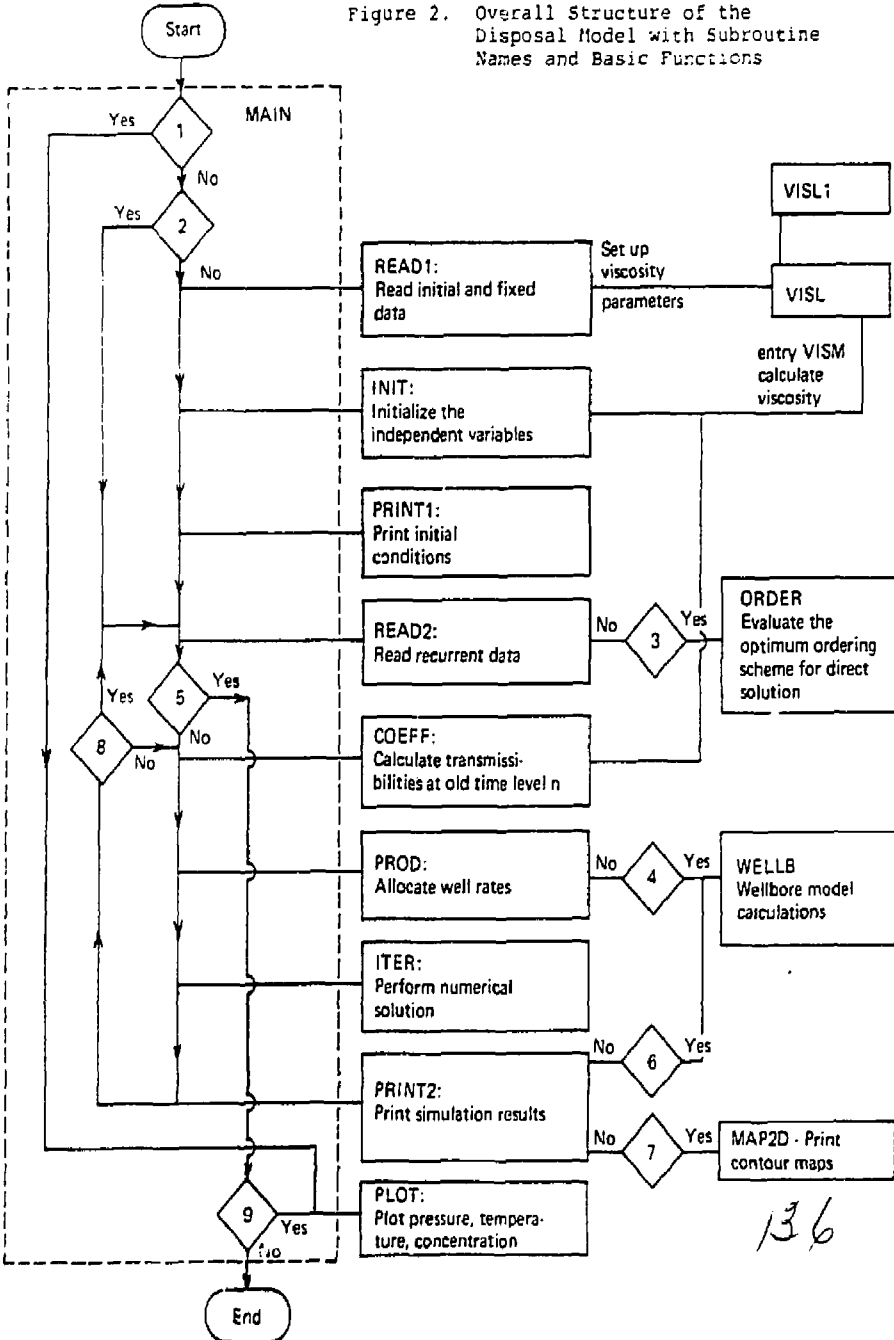 Figure 2. Overall Structure of the
Disposal Model with Subroutine
Names and Basic Functions
Start
MAIN
Yes
1
No
Yes
2
No
READ1:
Read initial and fixed
data
Set up
viscosity
parameters
VISL1
VISL
entry VISM
calculate
viscosity
INIT:
Initialize the
independent variables
PRINT1:
Print initial
conditions
READ2:
Read recurrent data
No
3
Yes
ORDER
Evaluate the
optimum ordering
scheme for direct
solution
5
Yes
No
Yes
8
No
COEFF:
Calculate transmissi-
bilities at old time level n
PROD:
Allocate well rates
No
4
Yes
WELLB
Wellbore model
calculations
ITER:
Perform numerical
solution
PRINT2:
Print simulation results
No
6
Yes
No
7
Yes
MAP2D - Print
contour maps
9
Yes
No
PLOT:
Plot pressure, tempera-
ture, concentration
136
End